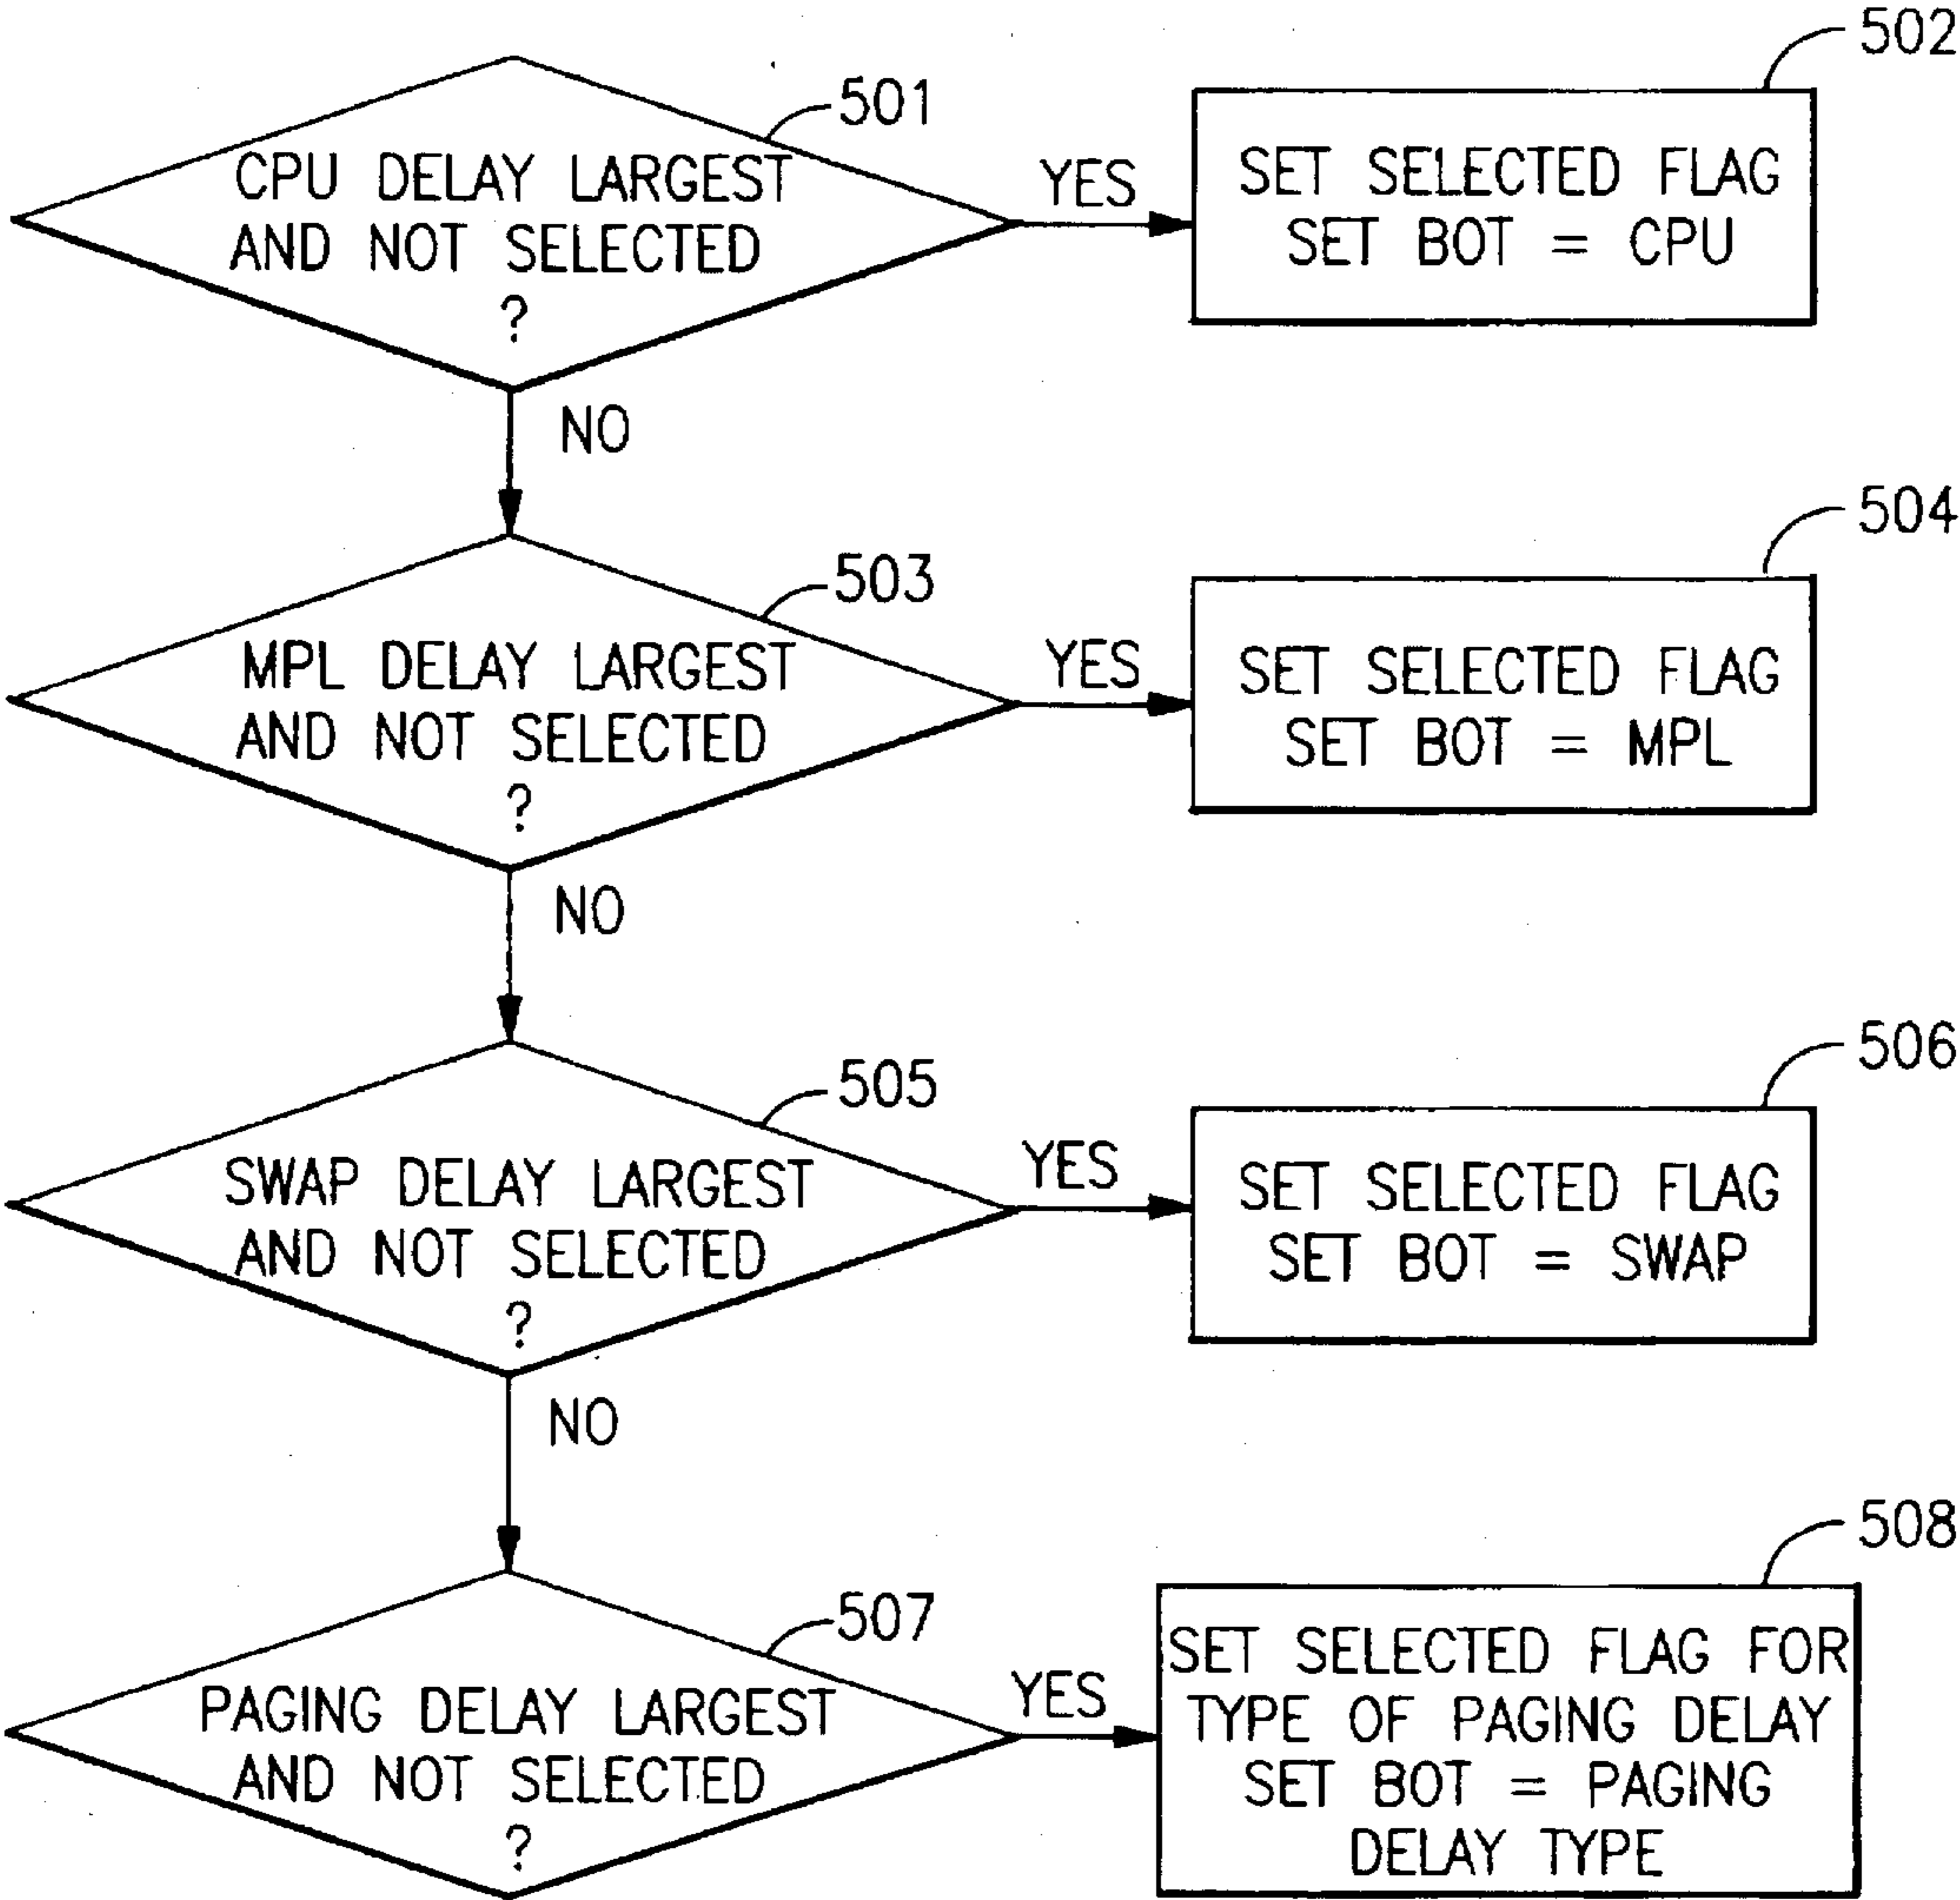 502
501
CPU DELAY LARGEST
AND NOT SELECTED
?
YES
SET SELECTED FLAG
SET BOT = CPU
NO
504
503
MPL DELAY LARGEST
AND NOT SELECTED
?
YES
SET SELECTED FLAG
SET BOT = MPL
NO
506
505
SWAP DELAY LARGEST
AND NOT SELECTED
?
YES
SET SELECTED FLAG
SET BOT = SWAP
NO
508
507
PAGING DELAY LARGEST
AND NOT SELECTED
?
YES
SET SELECTED FLAG FOR
TYPE OF PAGING DELAY
SET BOT = PAGING
DELAY TYPE